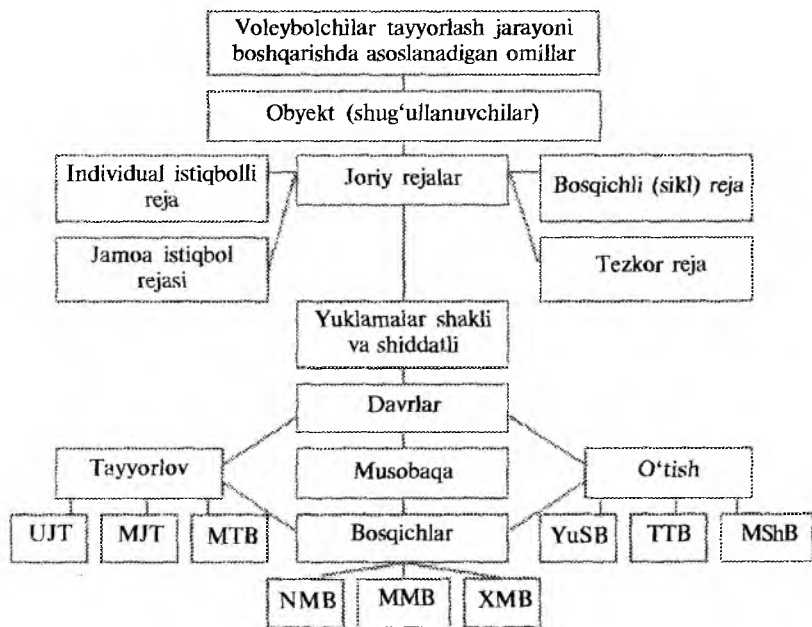 Voleybolchilar tayyorlash jarayoni
boshqarishda asoslanadigan omillar
Obyekt (shug‘ullanuvchilar)
Individual istiqbolli
reja
Joriy rejalar
Bosqichli (sikl) reja
Jamoa istiqbol
rejasi
Tezkor reja
Yuklamalar shakli
va shiddatli
Davrlar
Tayyorlov
Musobaqa
O‘tish
UJT
MJT
MTB
Bosqichlar
YuSB
TTB
MShB
NMB
MMB
XMB